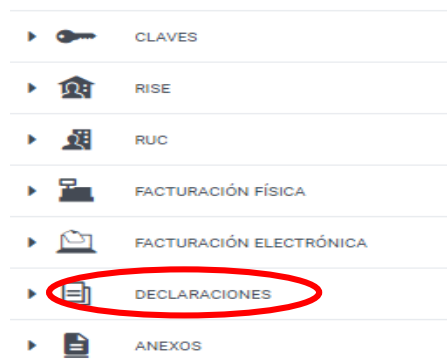 CLAVES
RISE
RUC
FACTURACIÓN FÍSICA
FACTURACIÓN ELECTRÓNICA
DECLARACIONES
ANEXOS